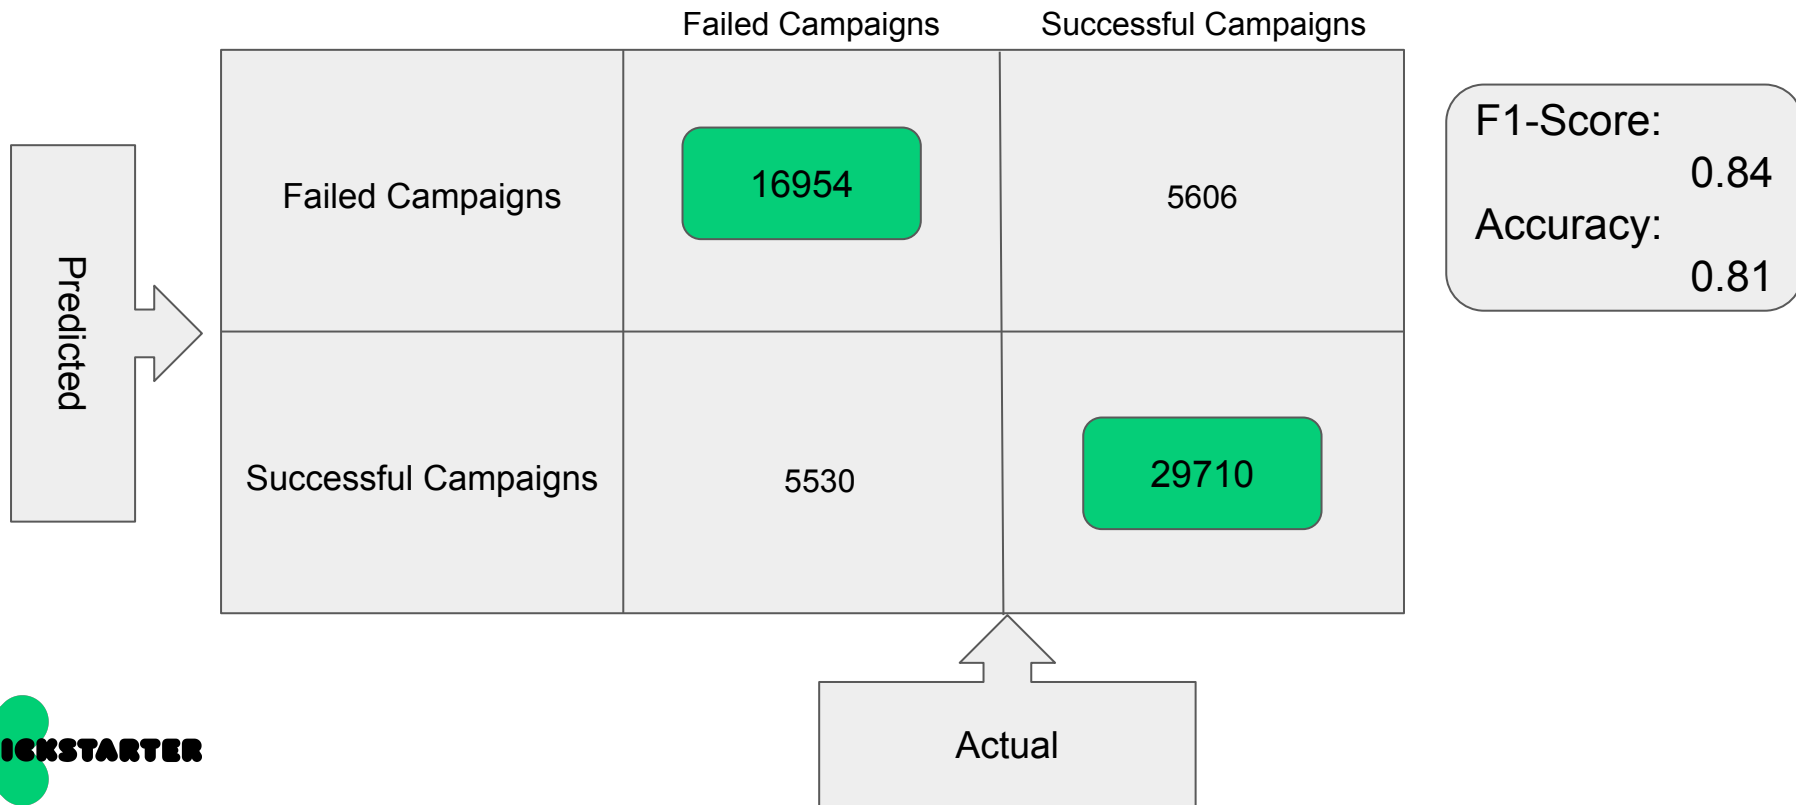 Failed Campaigns Successful Campaigns
Failed Campaigns 16954 5606
F1-Score:
0.84
Accuracy:
0.81
Predicted
Successful Campaigns 5530 29710
Actual
ICKSTARTER